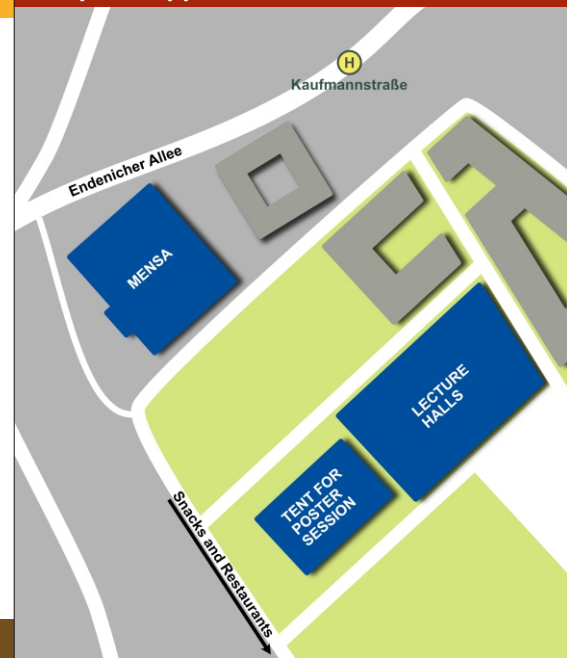 H
Kaufmannstraße
Endenicher Allee
MENSA
LECTURE
HALLS
TENT FOR
POSTER
SESSION
Snacks and Restaurants